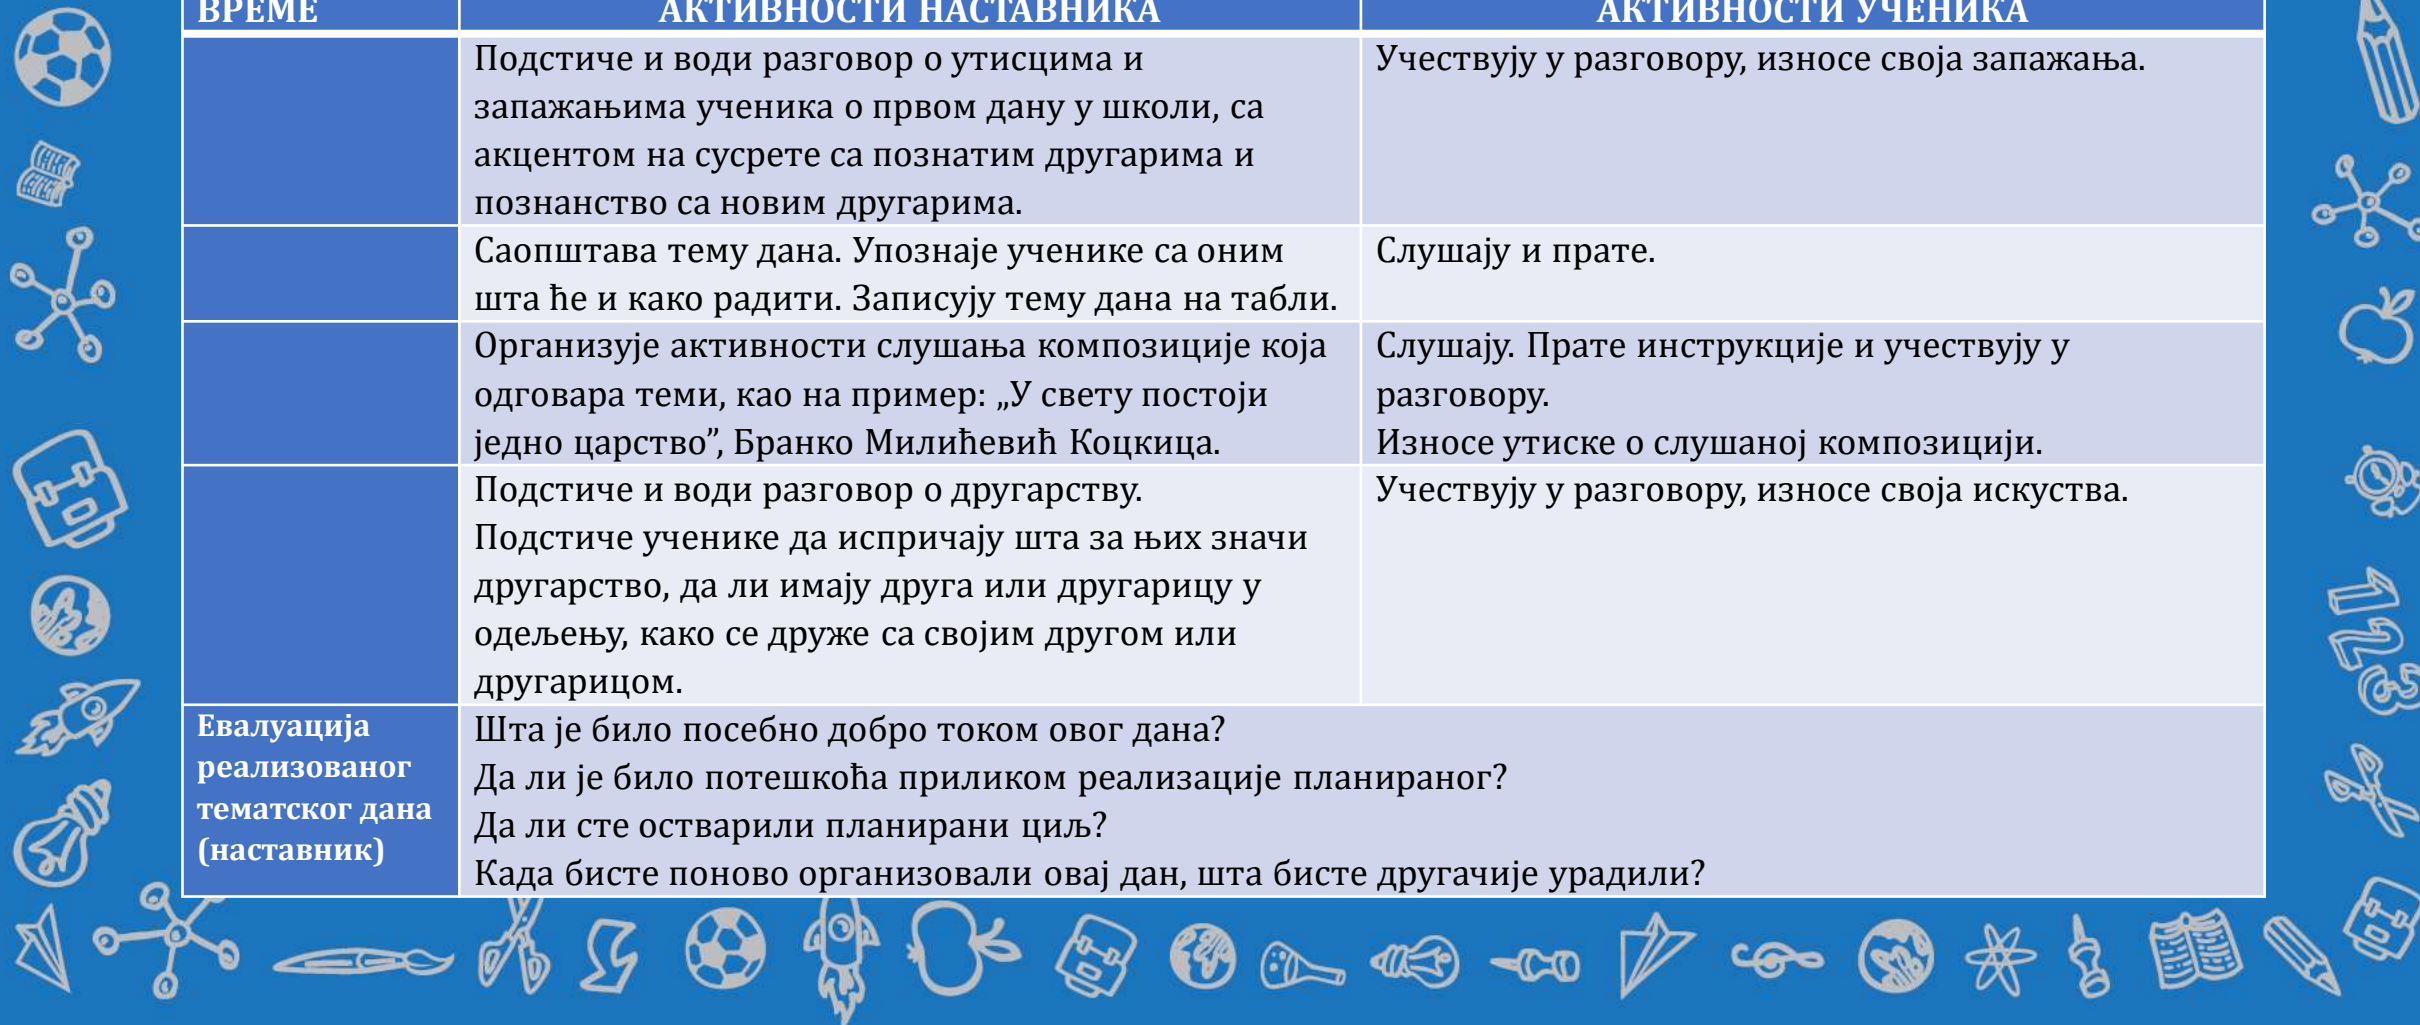 ВРЕМЕ АКТИВНОСТИ НАСТАВНИКА АКТИВНОСТИ УЧЕНИКА
Подстиче и води разговор о утисцима и
запажањима ученика о првом дану у школи, са
акцентом на сусрете са познатим другарима и
познанство са новим другарима.
Учествују у разговору, износе своја запажања.
Саопштава тему дана. Упознаје ученике са оним
шта ће и како радити. Записују тему дана на табли.
Слушају и прате.
Организује активности слушања композиције која
одговара теми, као на пример: „У свету постоји
једно царство”, Бранко Милићевић Коцкица.
Слушају. Прате инструкције и учествују у
разговору.
Износе утиске о слушаној композицији.
Подстиче и води разговор о другарству.
Подстиче ученике да испричају шта за њих значи
другарство, да ли имају друга или другарицу у
одељењу, како се друже са својим другом или
другарицом.
Учествују у разговору, износе своја искуства.
Евалуација
реализованог
тематског дана
(наставник)
Шта је било посебно добро током овог дана?
Да ли је било потешкоћа приликом реализације планираног?
Да ли сте остварили планирани циљ?
Када бисте поново организовали овај дан, шта бисте другачије урадили?